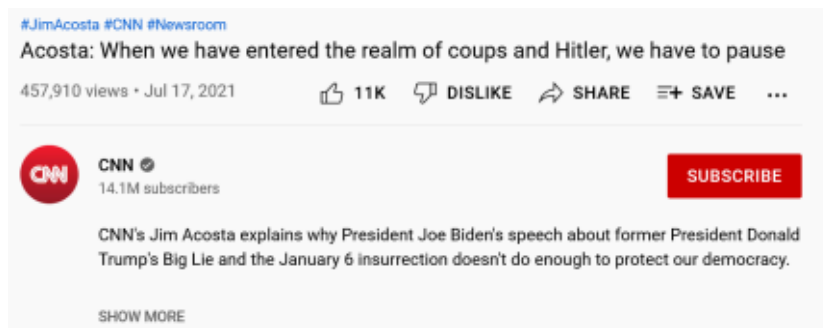 #JimAcosta #CNN #Newsroom
Acosta: When we have entered the realm of coups and Hitler, we have to pause
457,910 views • Jul 17, 2021 11K DISLIKE SHARE SAVE ...
CNN CNN
SUBSCRIBE
14.1M subscribers
CNN's Jim Acosta explains why President Joe Biden's speech about former President Donald
Trump's Big Lie and the January 6 insurrection doesn't do enough to protect our democracy.
SHOW MORE